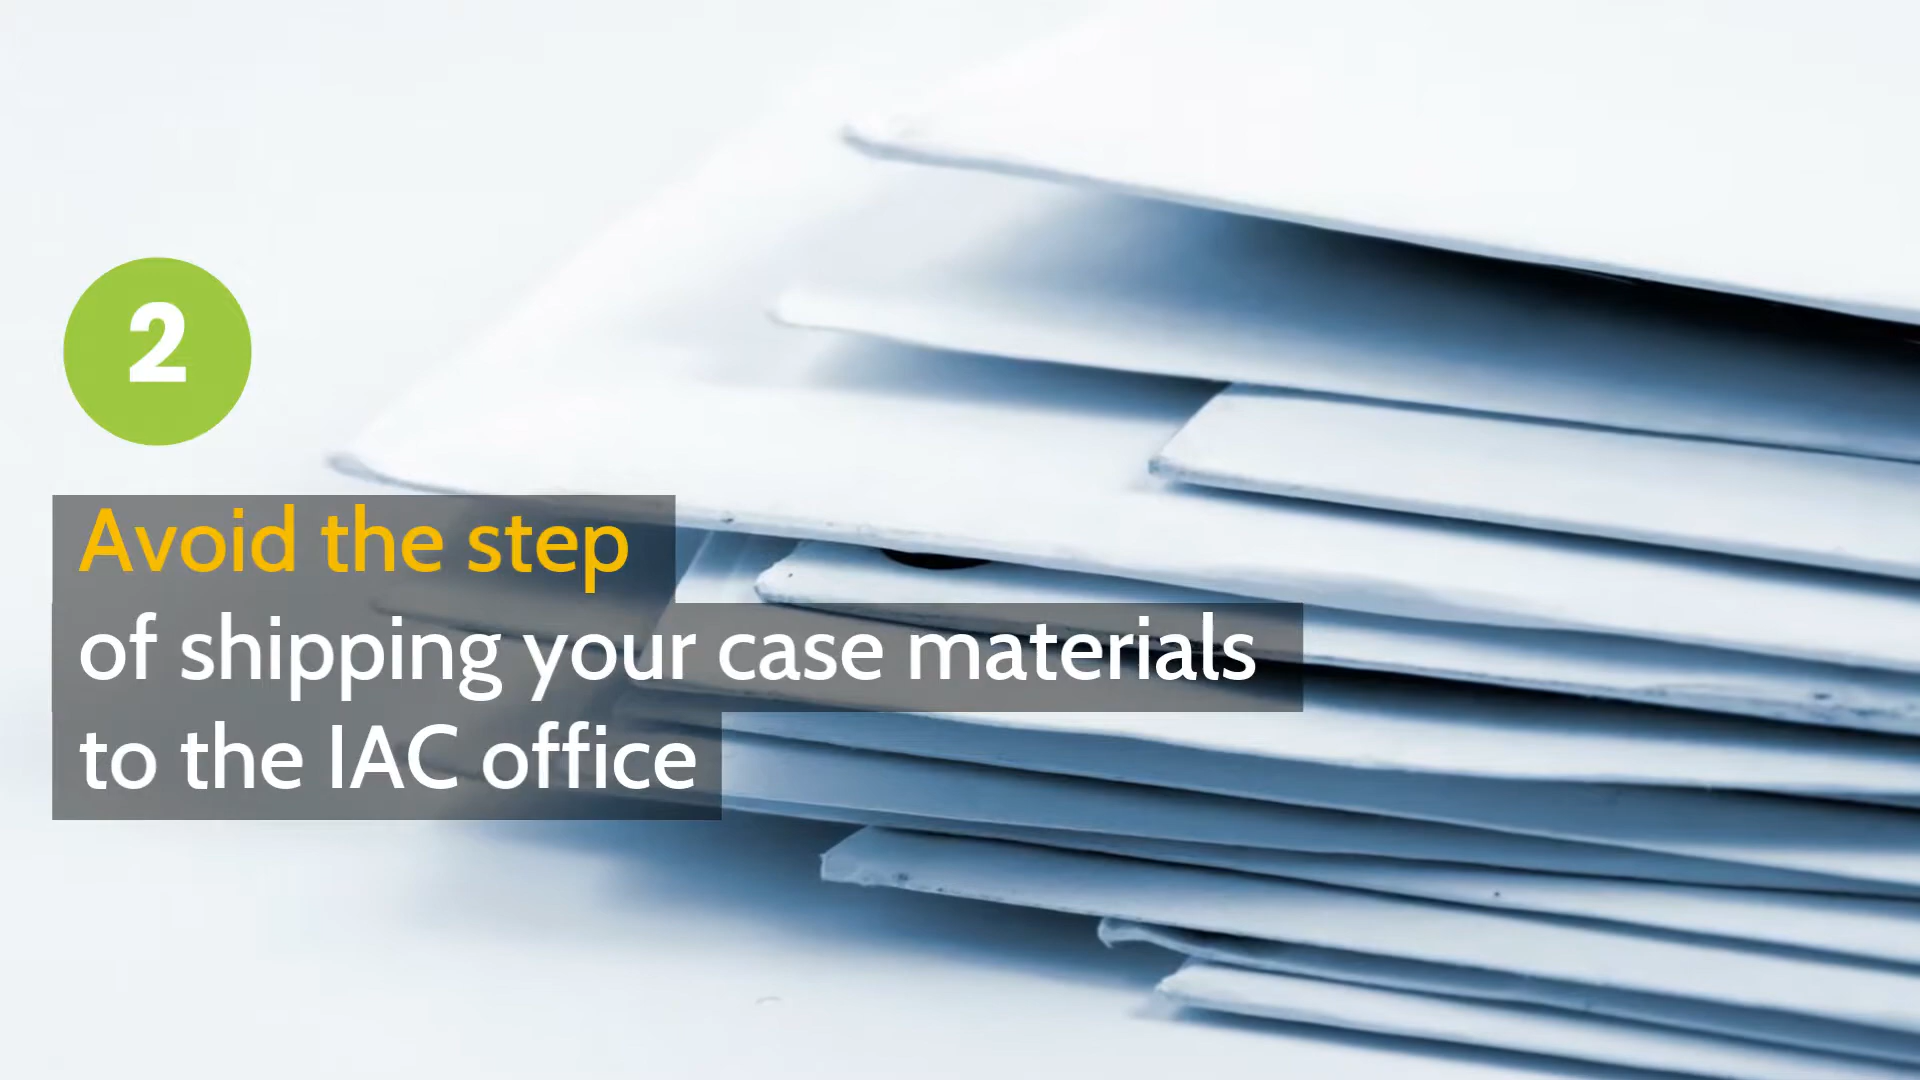 2
Avoid the step
of shipping your case materials
to the IAC office